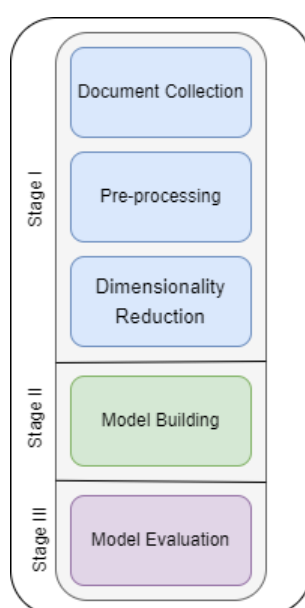 Stage I
Document Collection
Pre-processing
Dimensionality
Reduction
Stage II
Model Building
Stage III
Model Evaluation